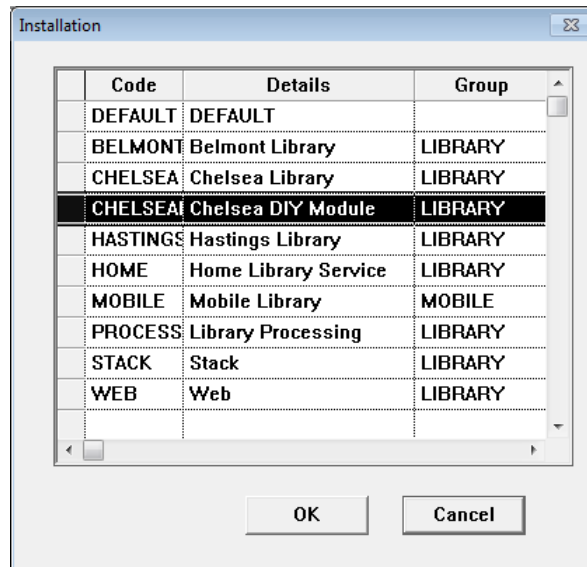 Installation
Code Details Group
DEFAULT DEFAULT
BELMONT Belmont Library LIBRARY
CHELSEA Chelsea Library LIBRARY
CHELSEA Chelsea DIY Module LIBRARY
HASTINGS Hastings Library LIBRARY
HOME Home Library Service LIBRARY
MOBILE Mobile Library MOBILE
PROCESS Library Processing LIBRARY
STACK Stack LIBRARY
WEB Web LIBRARY
OK Cancel